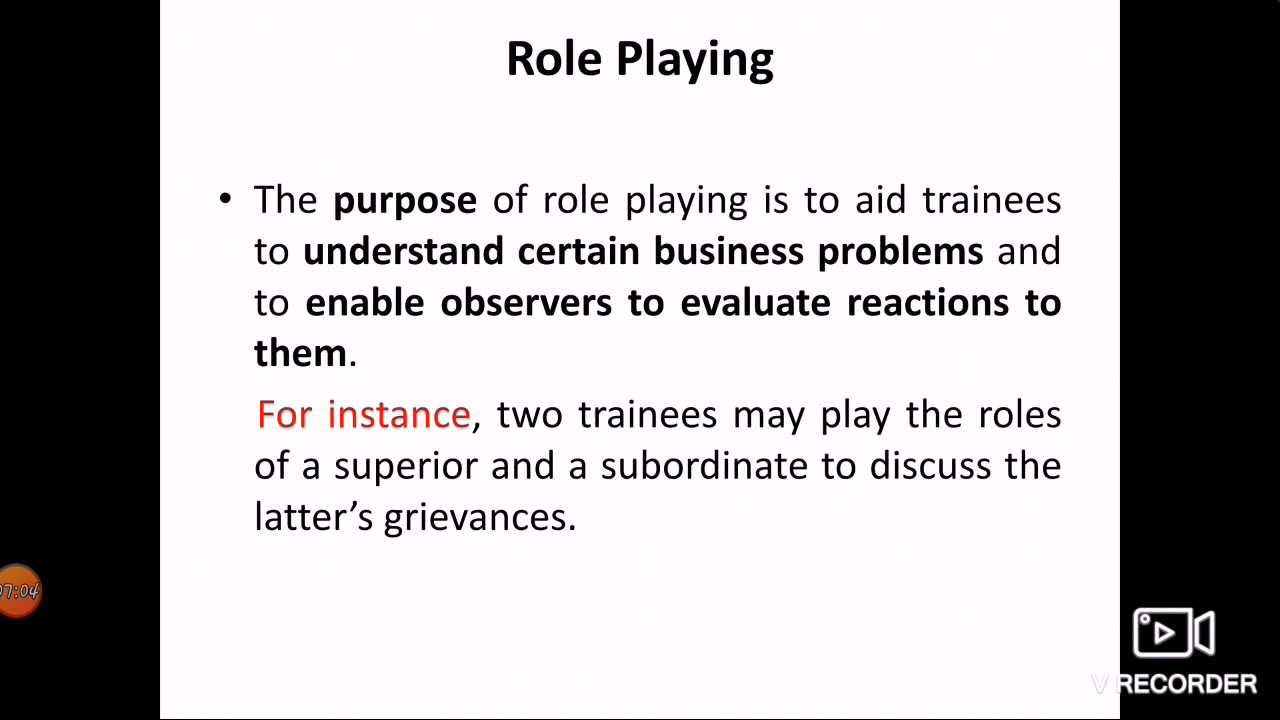 Role Playing
• The purpose of role playing is to aid trainees
to understand certain business problems and
to enable observers to evaluate reactions to
them.
For instance, two trainees may play the roles
of a superior and a subordinate to discuss the
latter’s grievances.
07:04
V RECORDER